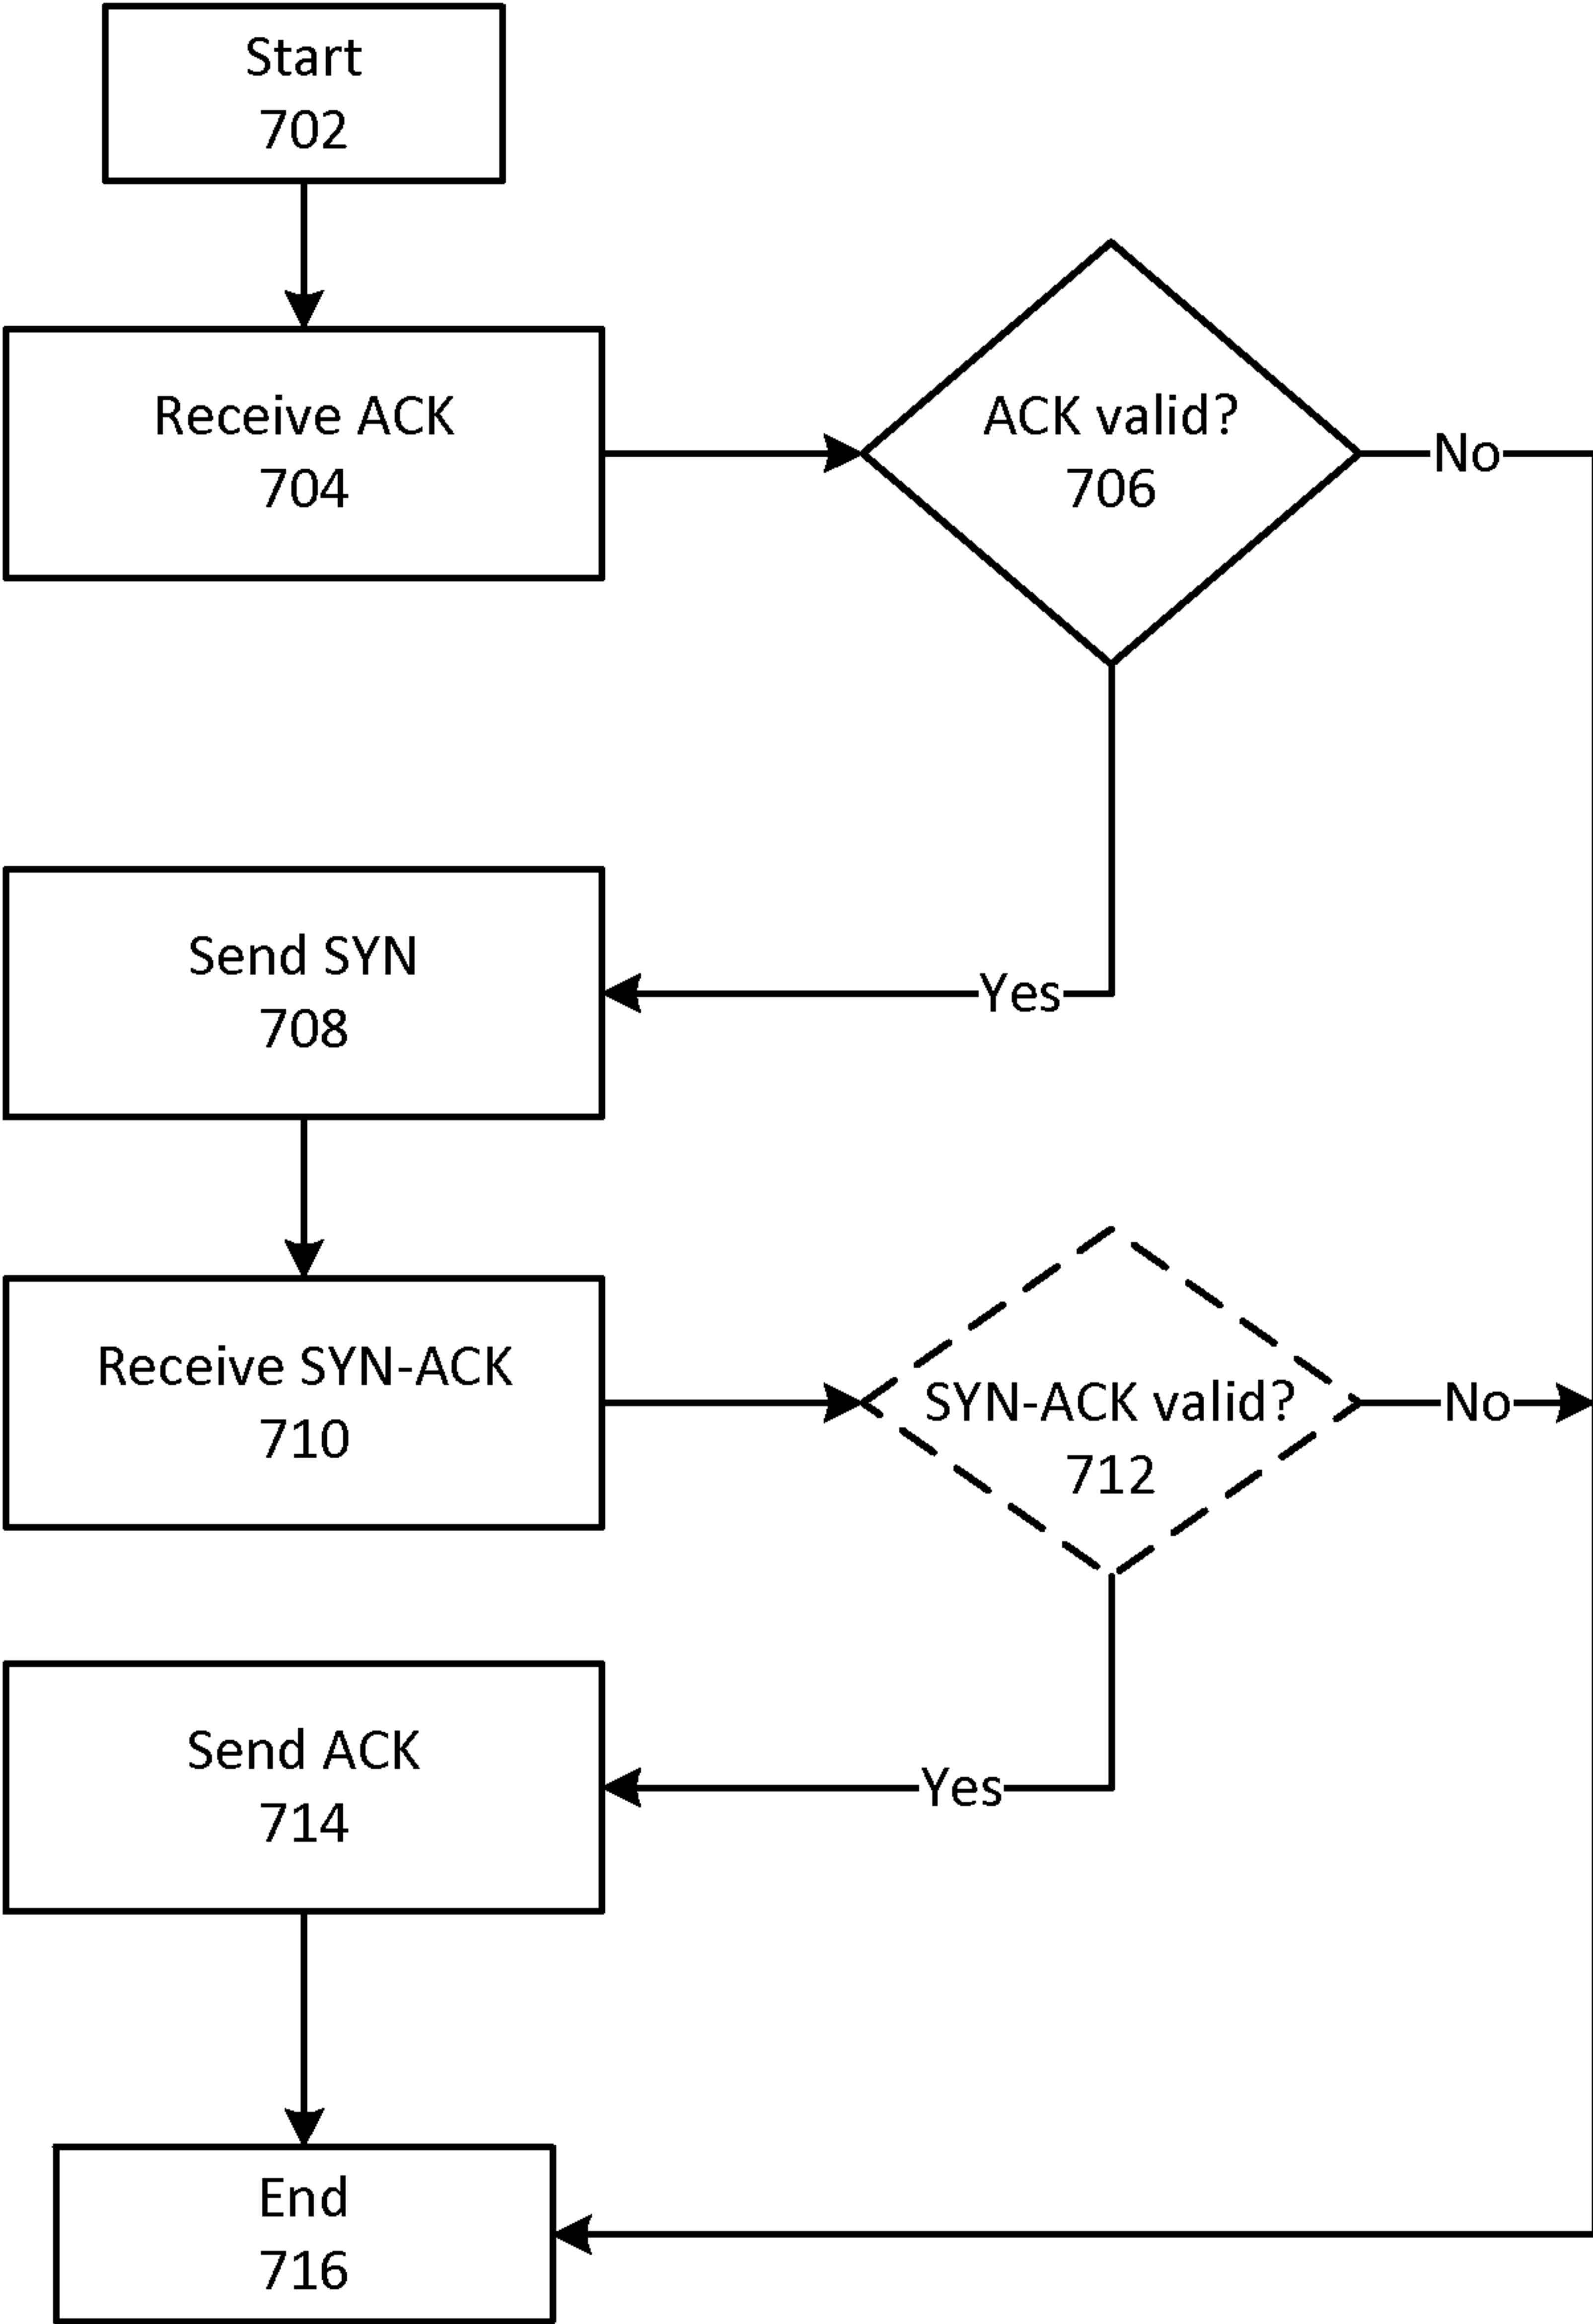 Start
702
Receive ACK
704
ACK valid?
706
No
Send SYN
708
Yes
Receive SYN-ACK
710
SYN-ACK valid?
712
No
Send ACK
714
Yes
End
716